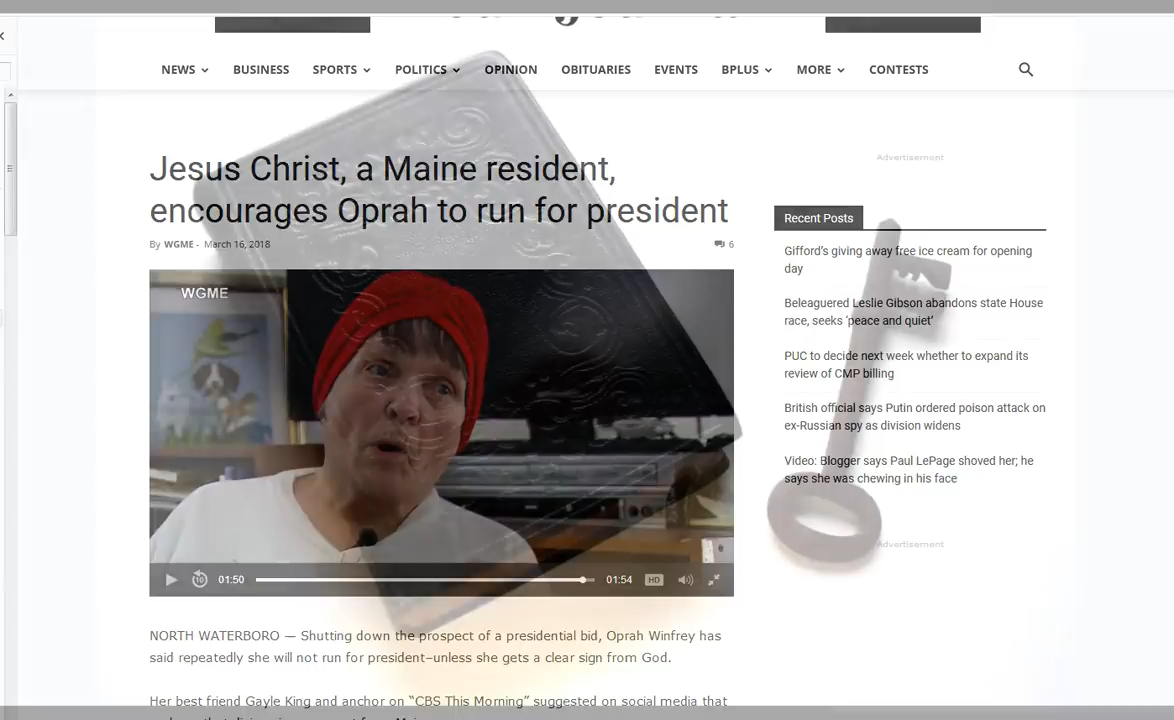 NEWS BUSINESS SPORTS POLITICS OPINION OBITUARIES EVENTS BPLUS MORE CONTESTS
Jesus Christ, a Maine resident,
encourages Oprah to run for president
By WGME - March 16, 2018 6
WGME
10 01:50 01:54 HD
NORTH WATERBORO — Shutting down the prospect of a presidential bid, Oprah Winfrey has
said repeatedly she will not run for president–unless she gets a clear sign from God.
Her best friend Gayle King and anchor on “CBS This Morning” suggested on social media that
Advertisement
Recent Posts
Gifford’s giving away free ice cream for opening
day
Beleaguered Leslie Gibson abandons state House
race, seeks ‘peace and quiet’
PUC to decide next week whether to expand its
review of CMP billing
British official says Putin ordered poison attack on
ex-Russian spy as division widens
Video: Blogger says Paul LePage shoved her; he
says she was chewing in his face
Advertisement